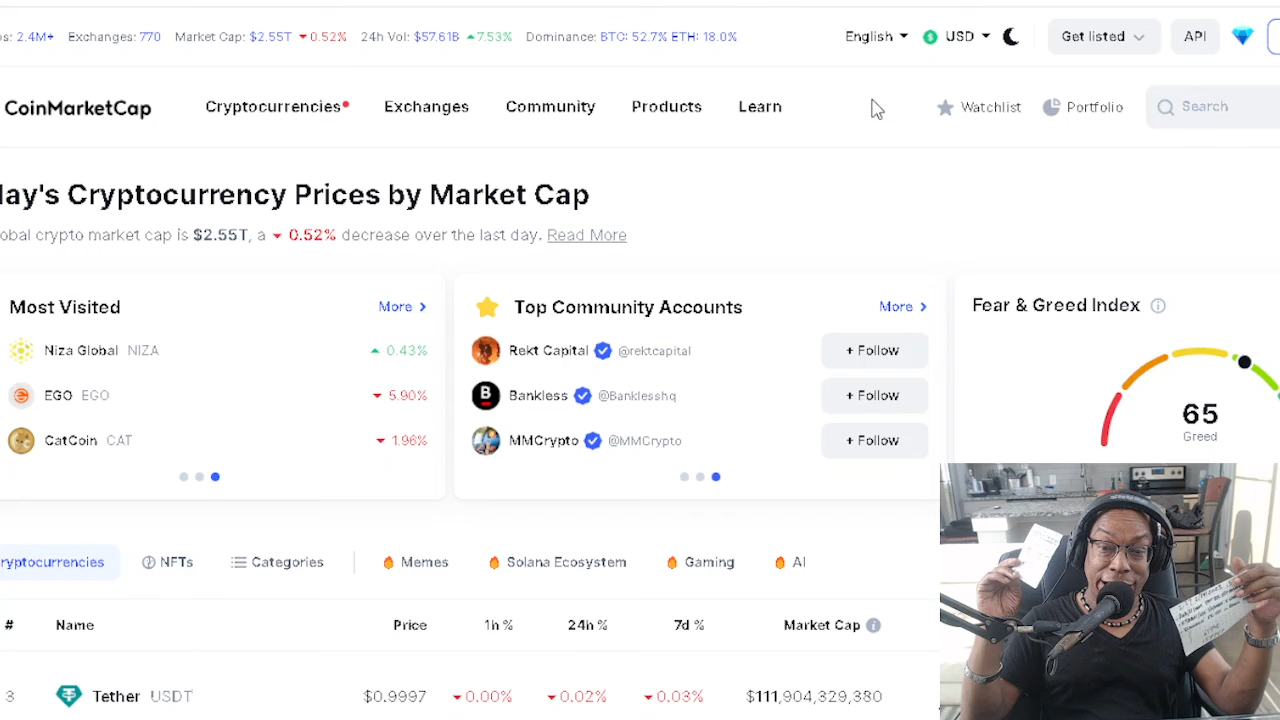 2.4M+ Exchanges: 770 Market Cap: $2.55T 0.52% 24h Vol: $57.61B 7.53% Dominance: BTC: 52.7% ETH: 18.0% English USD Get listed API
CoinMarketCap Cryptocurrencies Exchanges Community Products Learn Watchlist Portfolio Search
lay's Cryptocurrency Prices by Market Cap
obal crypto market cap is $2.55T, a 0.52% decrease over the last day. Read More
Most Visited More >
Niza Global NIZA 0.43%
EGO EGO 5.90%
CatCoin CAT 1.96%
Top Community Accounts More >
Rekt Capital @rektcapital + Follow
Bankless @Banklesshq + Follow
MMCrypto @MMCrypto + Follow
Fear & Greed Index
65
Greed
ryptocurrencies NFTs Categories Memes Solana Ecosystem Gaming AI
# Name Price 1h % 24h % 7d % Market Cap
3 Tether USDT $0.9997 0.00% 0.02% 0.03% $111,904,329,380